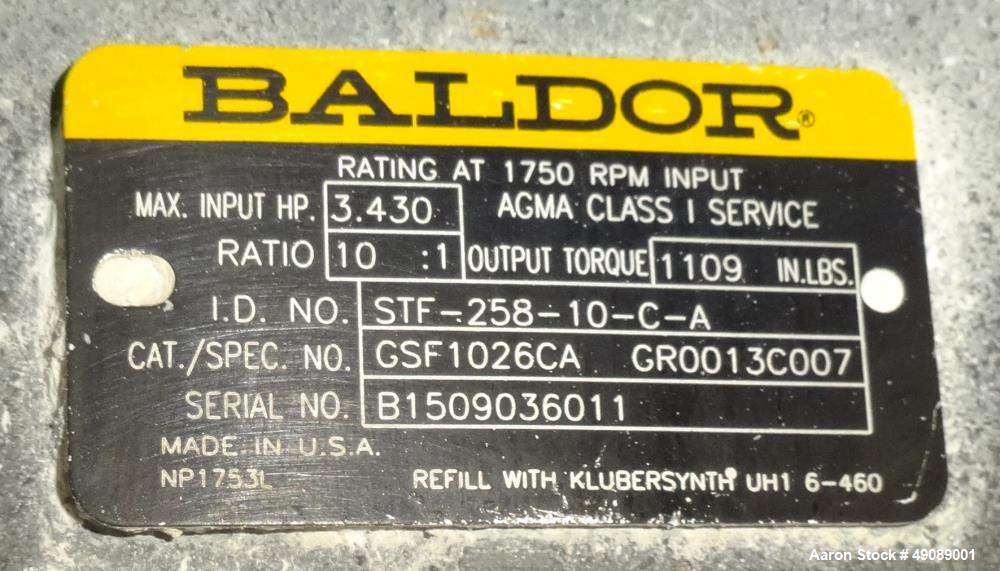 BALDOR®
RATING AT 1750 RPM INPUT
MAX. INPUT HP. 3.430 AGMA CLASS I SERVICE
RATIO 10 :1 OUTPUT TORQUE 1109 IN.LBS.
I.D. NO. STF-258-10-C-A
CAT./SPEC. NO. GSF1026CA GR0013C007
SERIAL NO. B1509036011
MADE IN U.S.A.
NP1753L REFILL WITH KLUBERSYNTH® UH1 6-460
Aaron Stock # 49089001